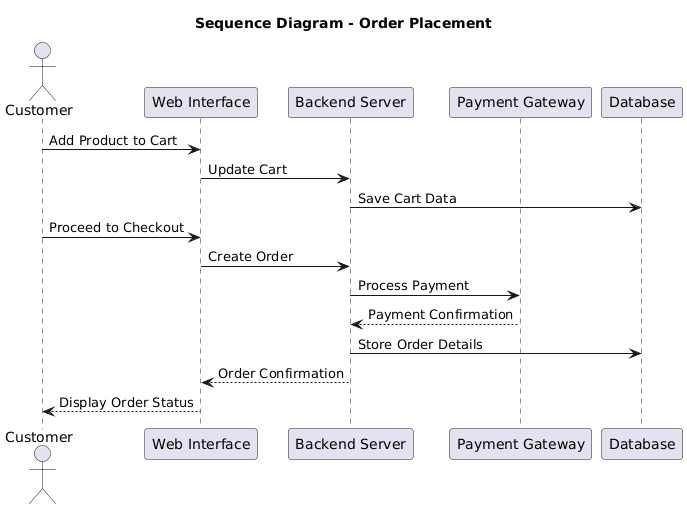 Sequence Diagram - Order Placement
Customer
Web Interface
Backend Server
Payment Gateway
Database
Add Product to Cart
Update Cart
Save Cart Data
Proceed to Checkout
Create Order
Process Payment
Payment Confirmation
Store Order Details
Order Confirmation
Display Order Status
Customer
Web Interface
Backend Server
Payment Gateway
Database